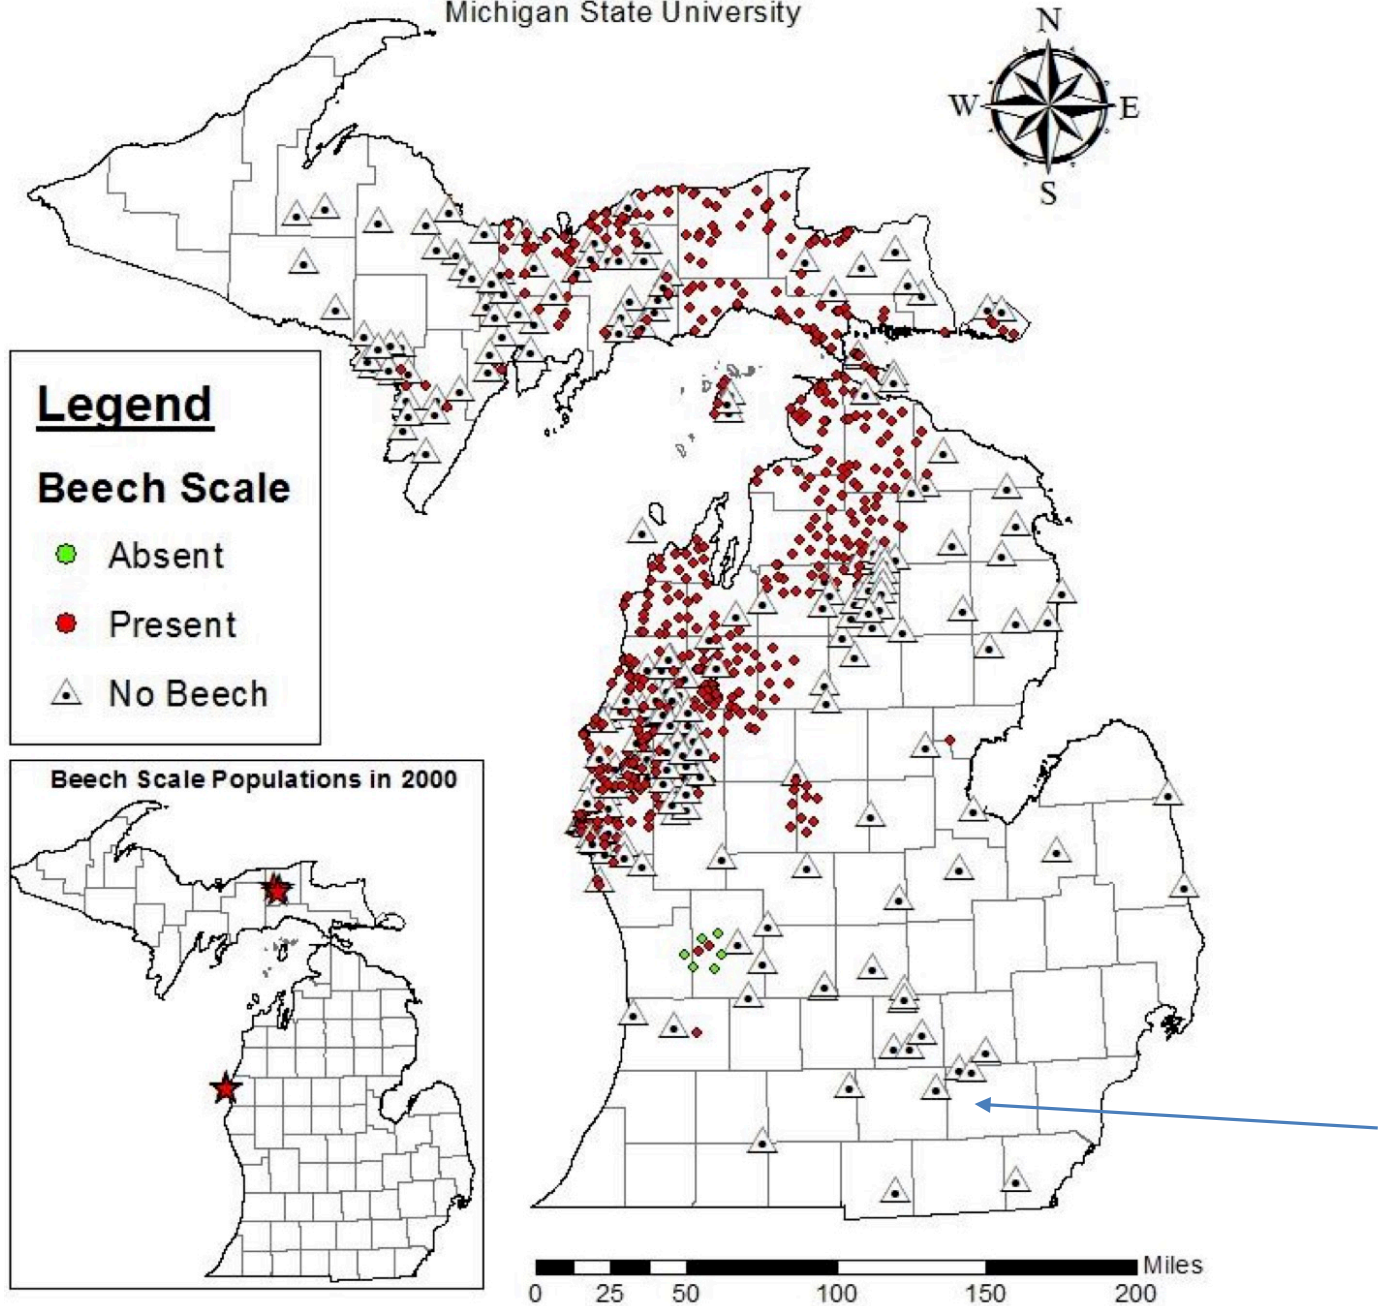 Michigan State University
N
W
E
S
Legend
Beech Scale
Absent
Present
No Beech
Beech Scale Populations in 2000
Miles
0 25 50 100 150 200